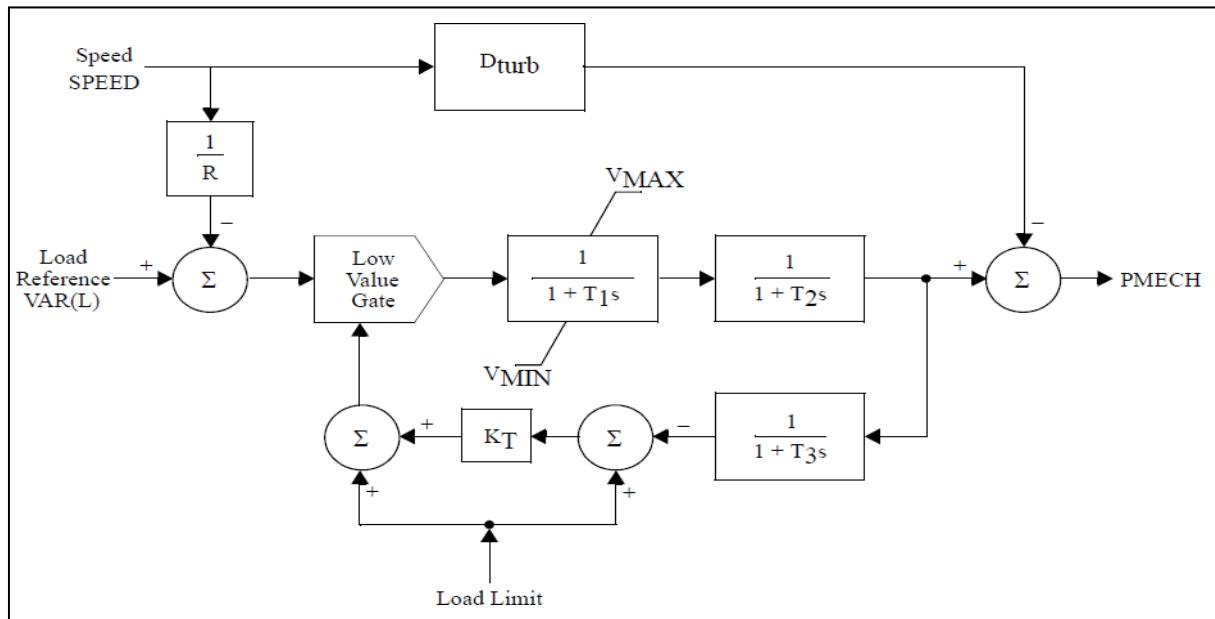 Speed
SPEED
Dturb
1
R
VMAX
−
−
Load
Reference
VAR(L)
+
Σ
Low
Value
Gate
1
1 + T1s
1
1 + T2s
+
Σ
PMECH
VMIN
Σ
+
KT
Σ
−
1
1 + T3s
+
+
Load Limit